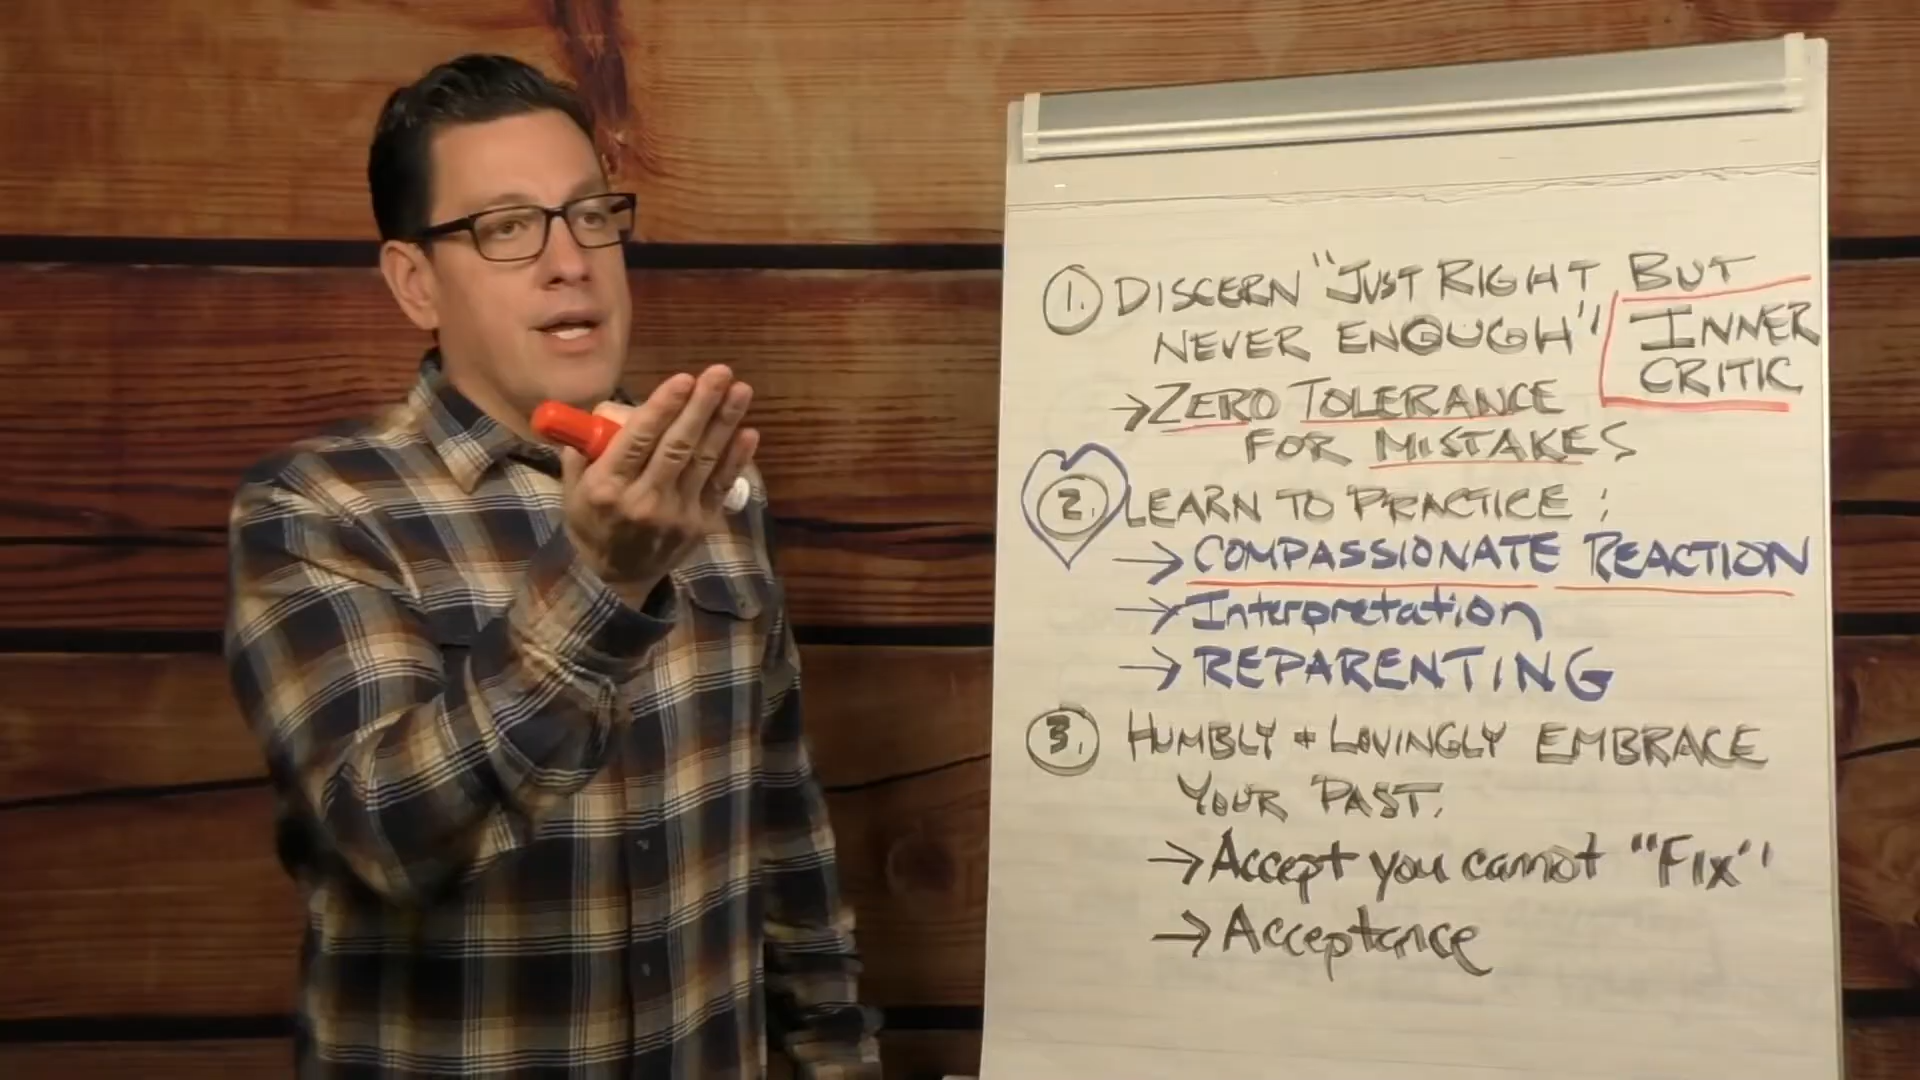 1. DISCERN "JUST RIGHT BUT
NEVER ENOUGH"
INNER
CRITIC
→ ZERO TOLERANCE
FOR MISTAKES
2. LEARN TO PRACTICE:
→ COMPASSIONATE REACTION
→ Interpretation
→ REPARENTING
3. HUMBLY + LOVINGLY EMBRACE
YOUR PAST.
→ Accept you cannot "FIX"
→ Acceptance